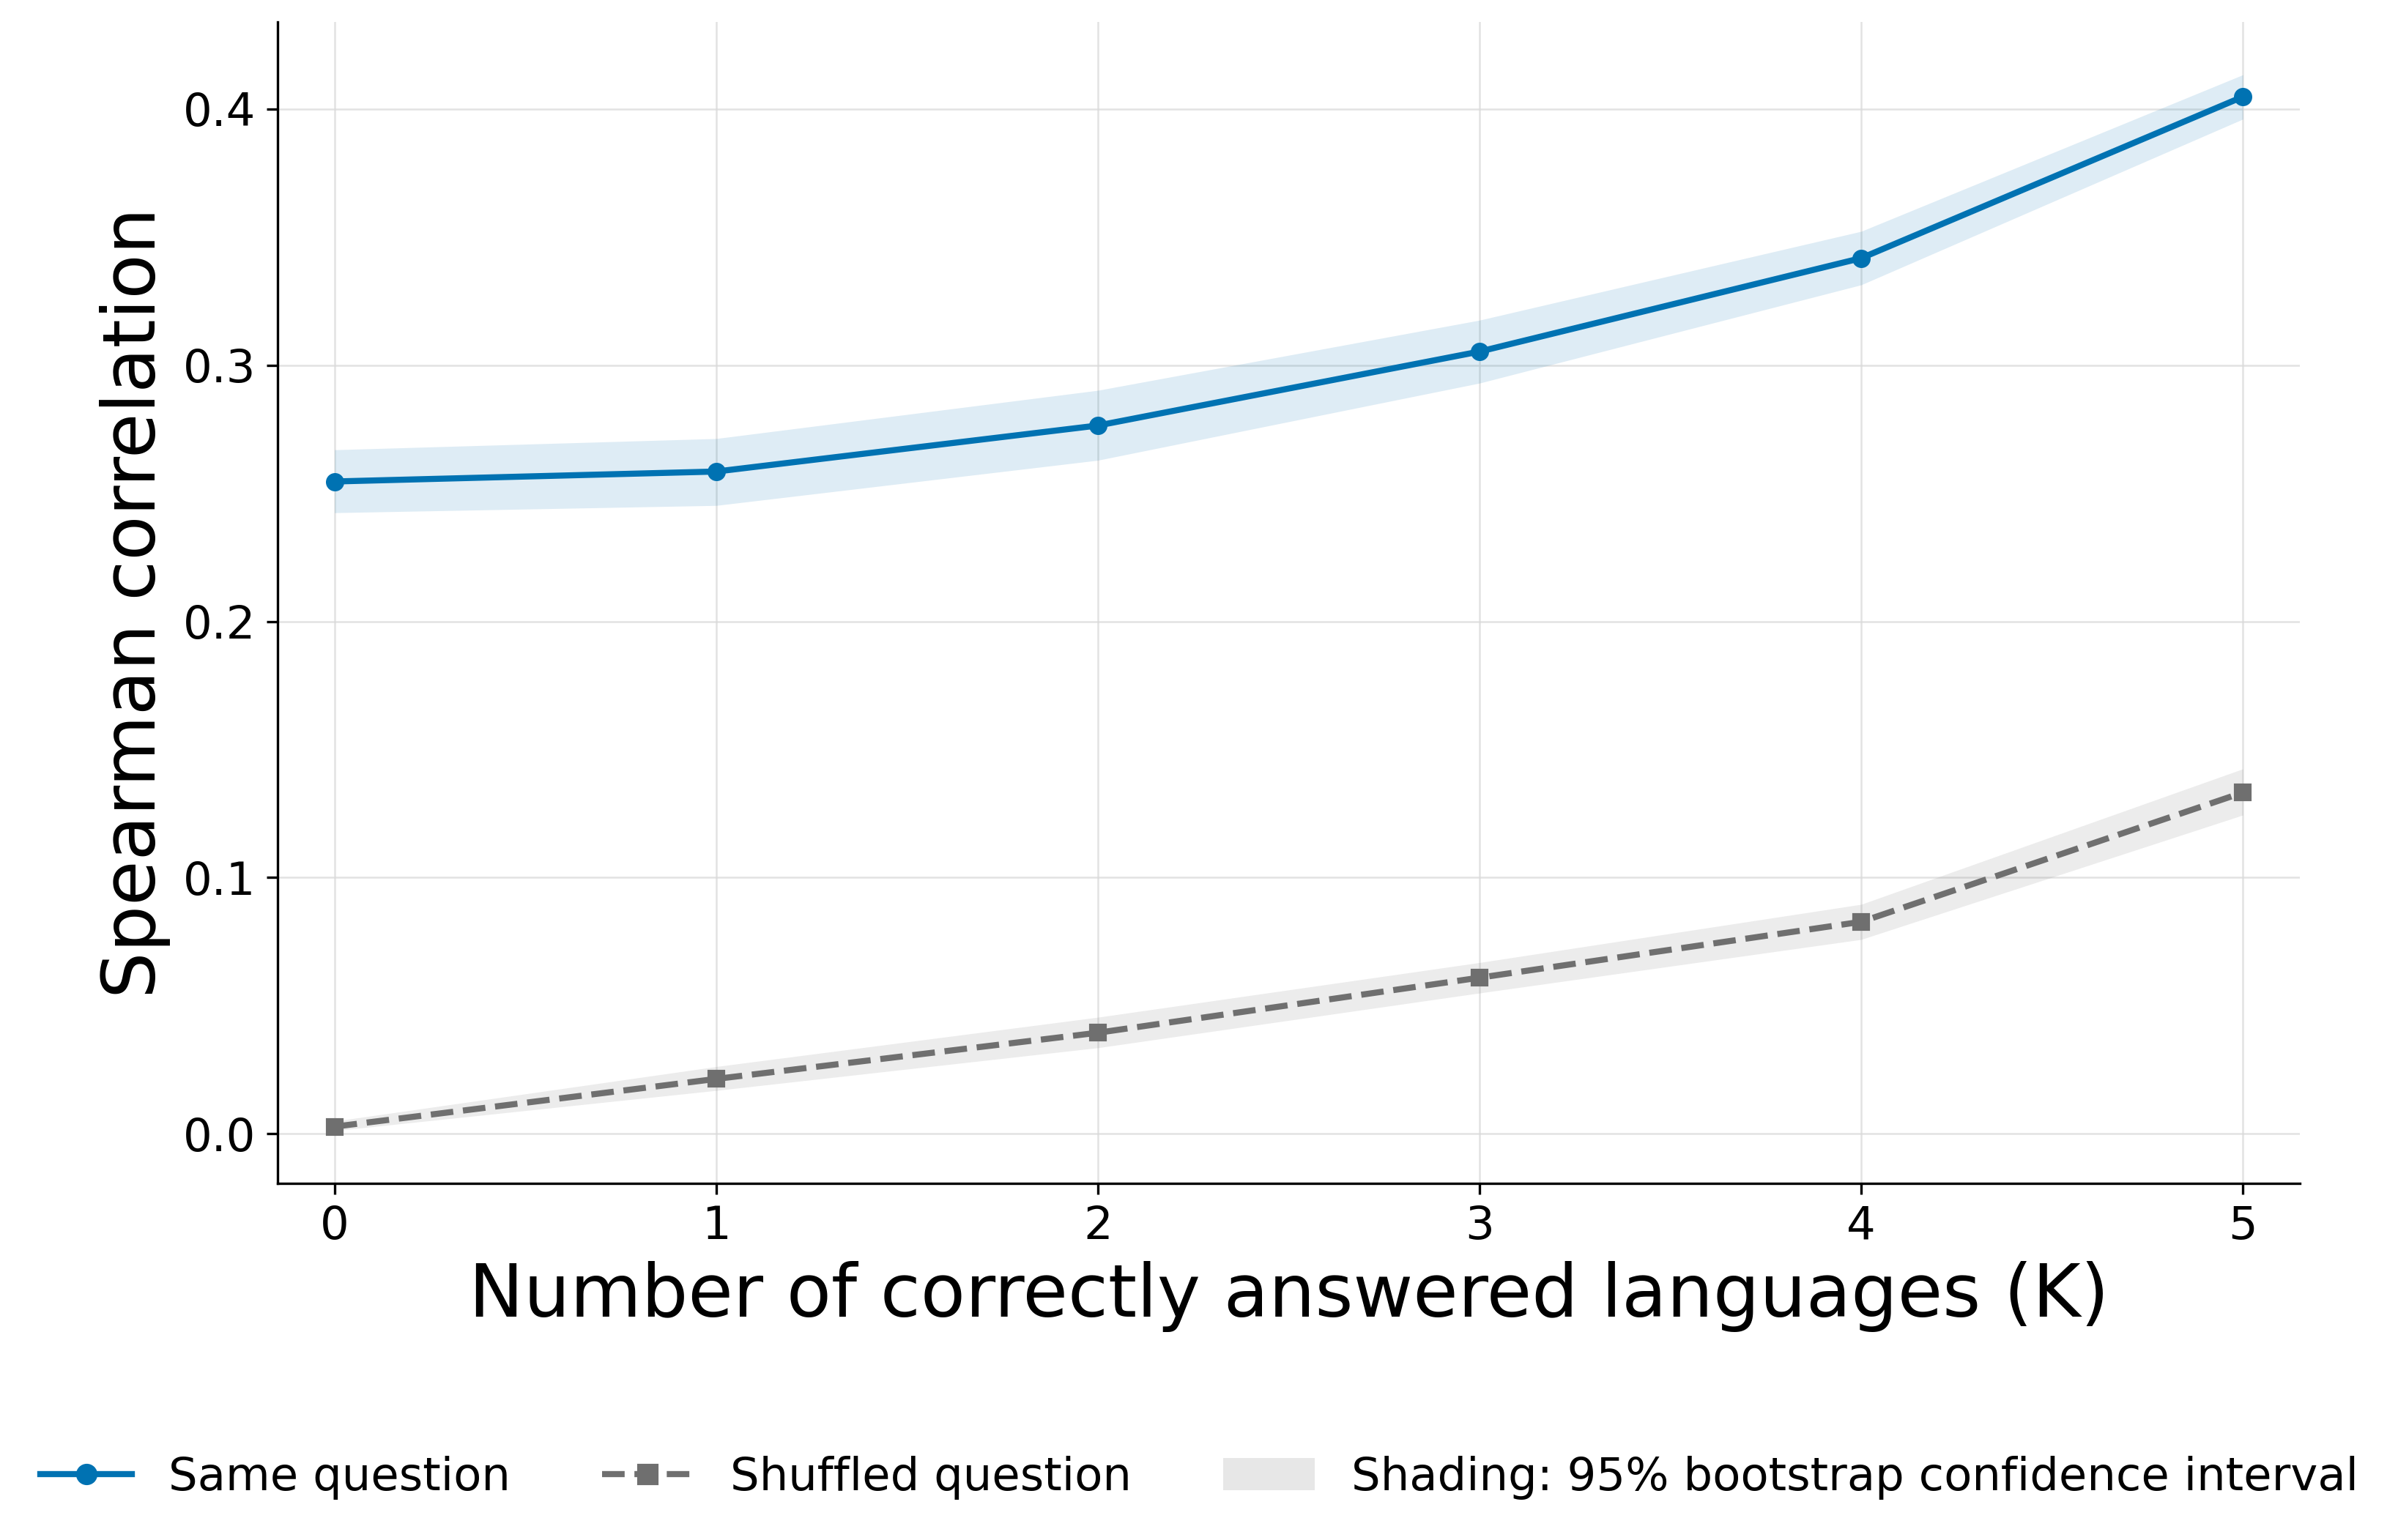 Spearman correlation
0.4
0.3
0.2
0.1
0.0
0 1 2 3 4 5
Number of correctly answered languages (K)
Same question Shuffled question Shading: 95% bootstrap confidence interval